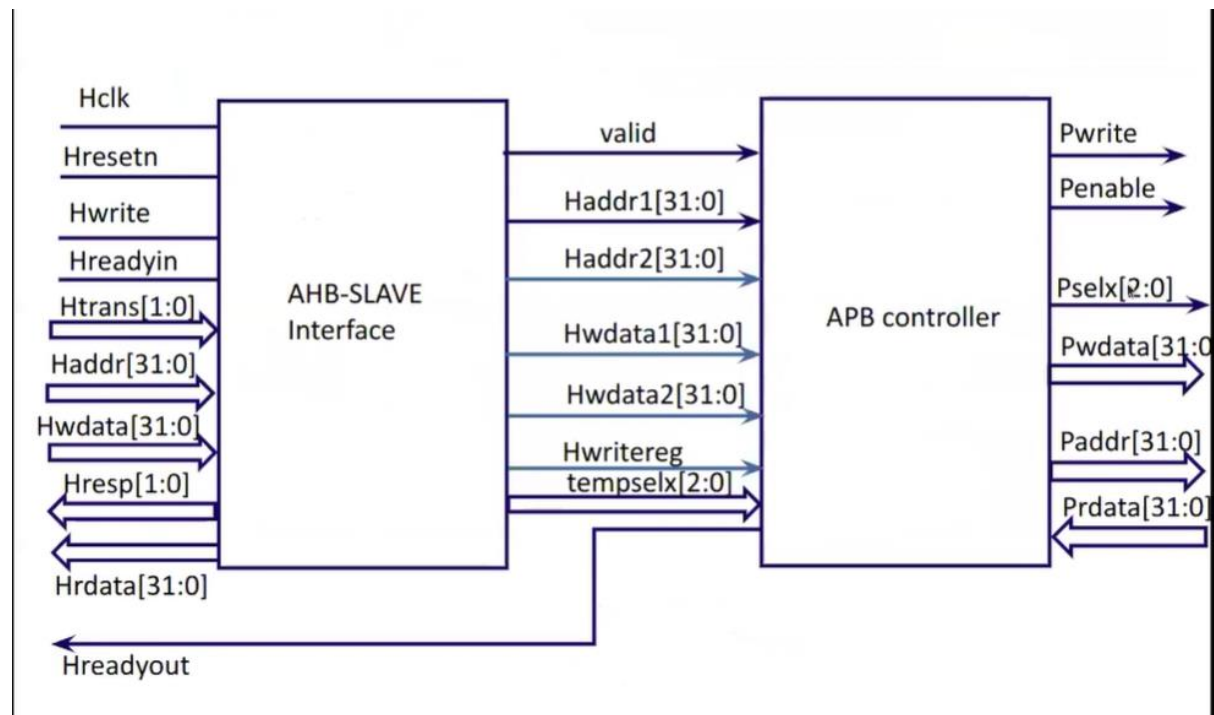 Hclk
Hresetn
Hwrite
Hreadyin
Htrans[1:0]
Haddr[31:0]
Hwdata[31:0]
Hresp[1:0]
Hrdata[31:0]
Hreadyout
AHB-SLAVE
Interface
valid
Haddr1[31:0]
Haddr2[31:0]
Hwdata1[31:0]
Hwdata2[31:0]
Hwritereg
tempselx[2:0]
APB controller
Pwrite
Penable
Pselx[2:0]
Pwdata[31:0
Paddr[31:0]
Prdata[31:0]